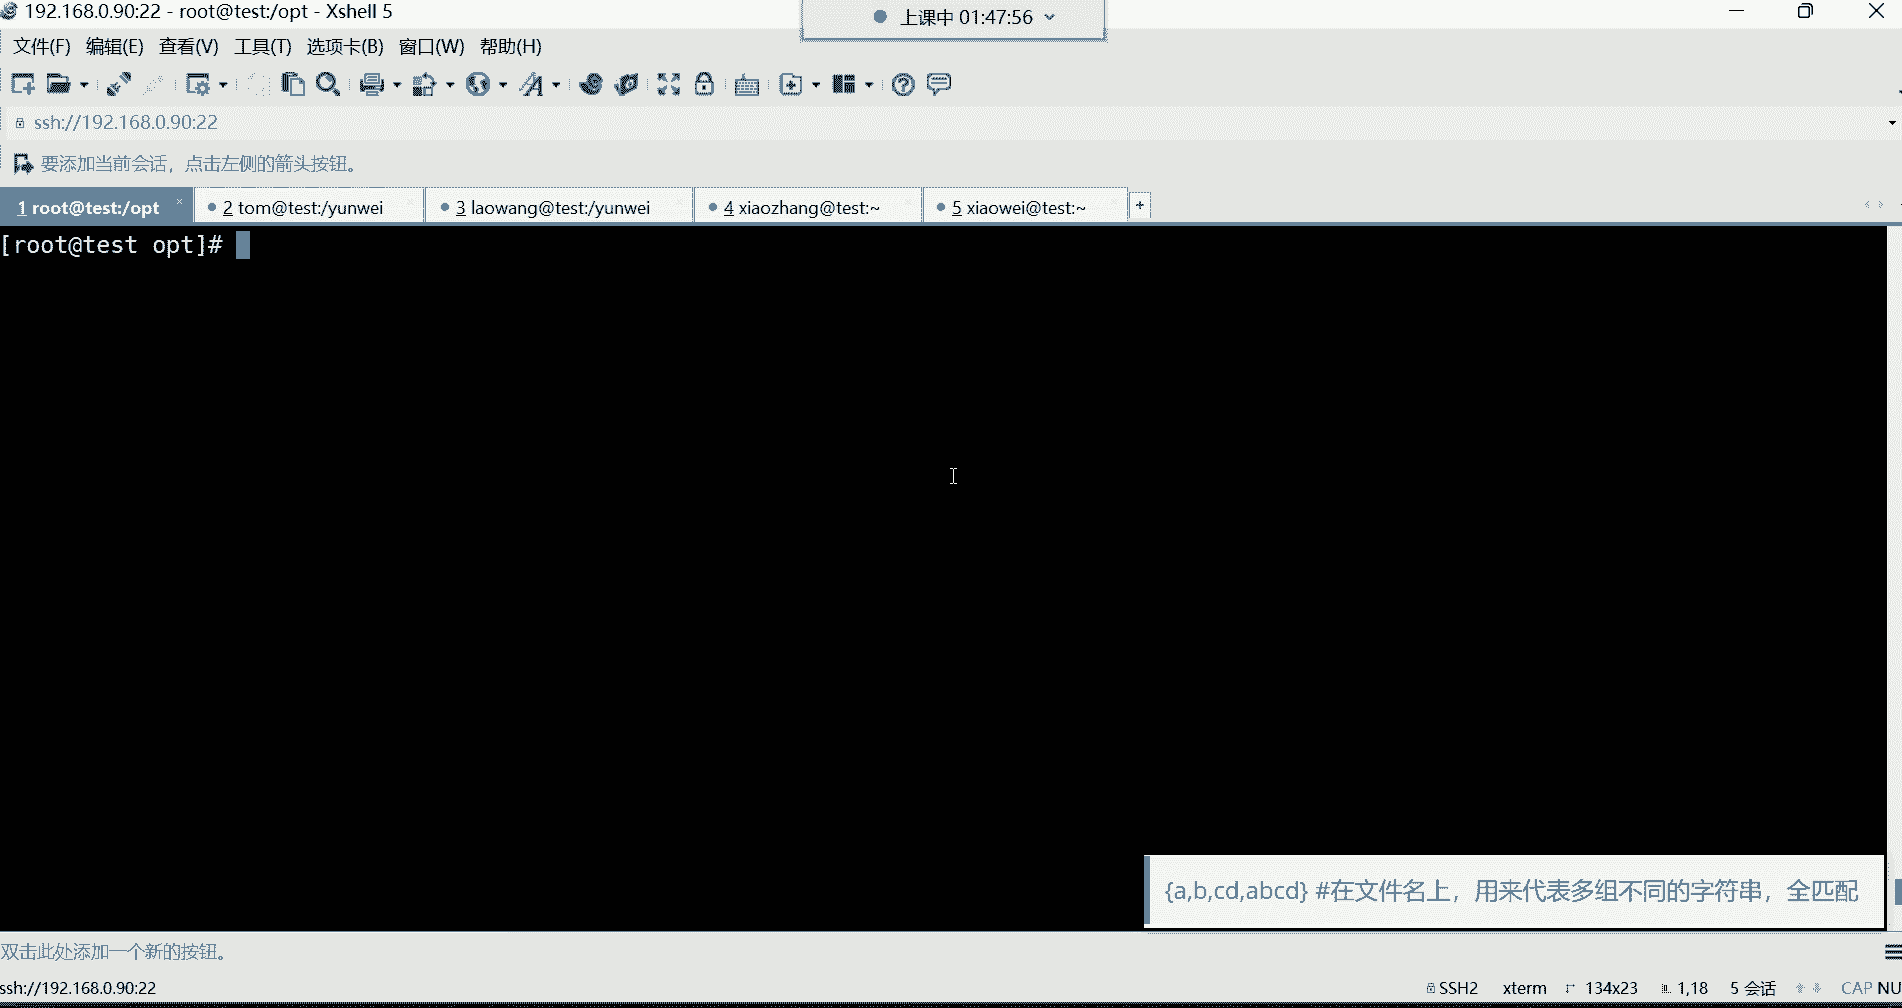 192.168.0.90:22 - root@test:/opt - Xshell 5
上课中 01:47:56
文件(F) 编辑(E) 查看(V) 工具(T) 选项卡(B) 窗口(W) 帮助(H)
ssh://192.168.0.90:22
要添加当前会话，点击左侧的箭头按钮。
1 root@test:/opt 2 tom@test:/yunwei 3 laowang@test:/yunwei 4 xiaozhang@test:~ 5 xiaowei@test:~ +
[root@test opt]#
{a,b,cd,abcd} #在文件名上，用来代表多组不同的字符串，全匹配
双击此处添加一个新的按钮。
ssh://192.168.0.90:22 SSH2 xterm 134x23 1,18 5 会话 CAP NU